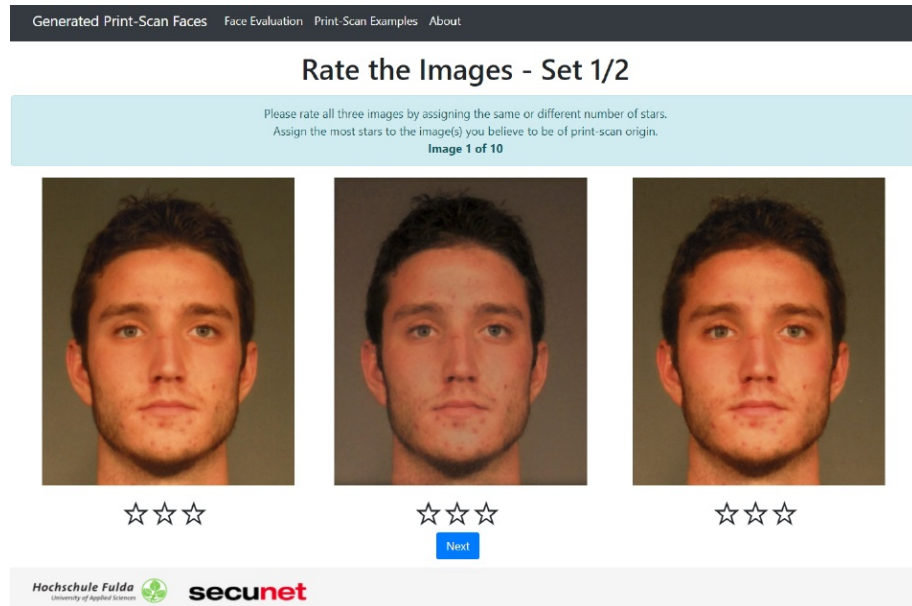 Generated Print-Scan Faces Face Evaluation Print-Scan Examples About
Rate the Images - Set 1/2
Please rate all three images by assigning the same or different number of stars.
Assign the most stars to the image(s) you believe to be of print-scan origin.
Image 1 of 10
Next
Hochschule Fulda
University of Applied Sciences
secunet